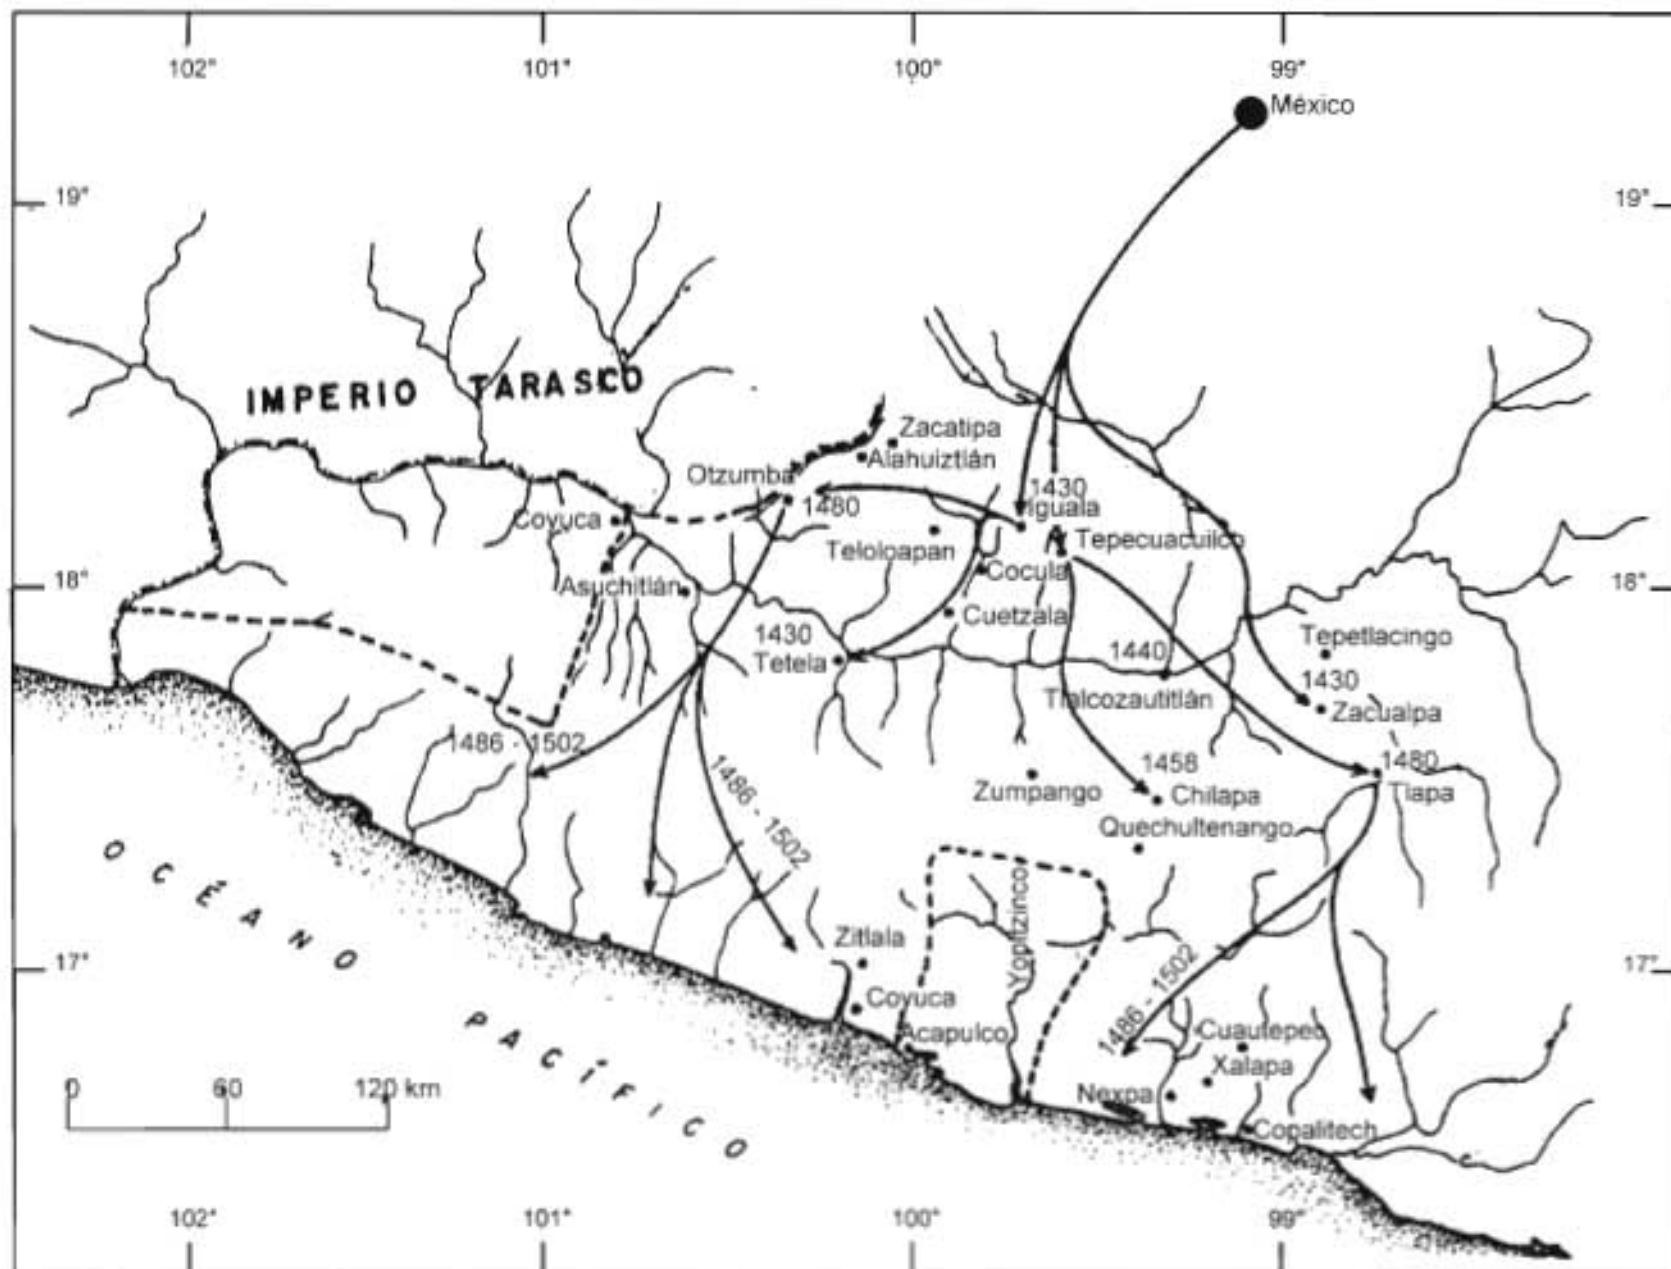 102° 101° 100° 99°
México
19° 19°
IMPERIO TARASCO
Zacatipa
Alahuiztlán
Otzumba
1480
1430
Iguala
Coyuca
Teloloapan
Tepecuacuilco
Cocula
18° 18°
Asuchitlán
Cuetzala
1430
Tetela
1440
Tepetlacingo
Tlalcozautitlán
1430
Zacualpa
1486 - 1502
1486 - 1502
1458
1480
Zumpango
Chilapa
Tlapa
Quechultenango
Yopitzinco
Zitlala
17° 17°
1486 - 1502
Coyuca
Acapulco
Cuautepec
Xalapa
Nexpa
Copalitech
OCÉANO PACÍFICO
0 60 120 km
102° 101° 100° 99°